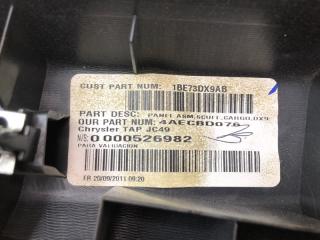 CUST PART NUM: 1BE73DX9AB
PART DESC: PANEL ASM,SCUFF,CARGO,DX9
OUR PART NUM: 4AECBD076
Chrysler TAP JC49
N/S: 0 000526982
PARA VALIDACION
FR 20/09/2011 09:20